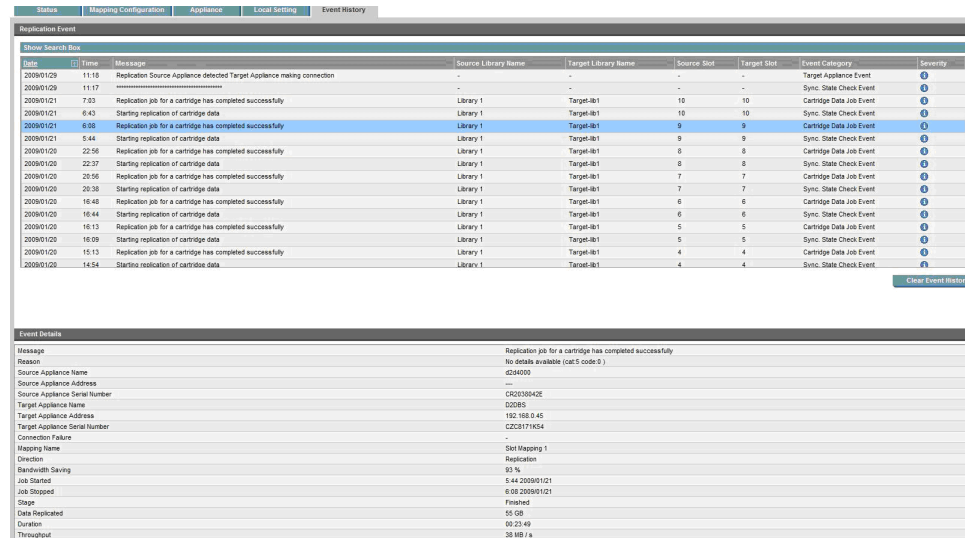 Status Mapping Configuration Appliance Local Setting Event History
Replication Event
Show Search Box
Date Time Message Source Library Name Target Library Name Source Slot Target Slot Event Category Severity
2009/01/29 11:18 Replication Source Appliance detected Target Appliance making connection - - - - Target Appliance Event
2009/01/29 11:17 - - - - Sync. State Check Event
2009/01/21 7:03 Replication job for a cartridge has completed successfully Library 1 Target-lib1 10 10 Cartridge Data Job Event
2009/01/21 6:43 Starting replication of cartridge data Library 1 Target-lib1 10 10 Sync. State Check Event
2009/01/21 6:08 Replication job for a cartridge has completed successfully Library 1 Target-lib1 9 9 Cartridge Data Job Event
2009/01/21 5:44 Starting replication of cartridge data Library 1 Target-lib1 9 9 Sync. State Check Event
2009/01/20 22:56 Replication job for a cartridge has completed successfully Library 1 Target-lib1 8 8 Cartridge Data Job Event
2009/01/20 22:37 Starting replication of cartridge data Library 1 Target-lib1 8 8 Sync. State Check Event
2009/01/20 20:56 Replication job for a cartridge has completed successfully Library 1 Target-lib1 7 7 Cartridge Data Job Event
2009/01/20 20:38 Starting replication of cartridge data Library 1 Target-lib1 7 7 Sync. State Check Event
2009/01/20 16:48 Replication job for a cartridge has completed successfully Library 1 Target-lib1 6 6 Cartridge Data Job Event
2009/01/20 16:44 Starting replication of cartridge data Library 1 Target-lib1 6 6 Sync. State Check Event
2009/01/20 16:13 Replication job for a cartridge has completed successfully Library 1 Target-lib1 5 5 Cartridge Data Job Event
2009/01/20 16:09 Starting replication of cartridge data Library 1 Target-lib1 5 5 Sync. State Check Event
2009/01/20 15:13 Replication job for a cartridge has completed successfully Library 1 Target-lib1 4 4 Cartridge Data Job Event
2009/01/20 14:54 Starting replication of cartridge data Library 1 Target-lib1 4 4 Sync. State Check Event
Clear Event Histor
Event Details
Message Replication job for a cartridge has completed successfully
Reason No details available (cat:5 code:0 )
Source Appliance Name d2d4000
Source Appliance Address ---
Source Appliance Serial Number CR2038042E
Target Appliance Name D2DBS
Target Appliance Address 192.168.0.45
Target Appliance Serial Number CZC8171K54
Connection Failure -
Mapping Name Slot Mapping 1
Direction Replication
Bandwidth Saving 93 %
Job Started 5:44 2009/01/21
Job Stopped 6:08 2009/01/21
Stage Finished
Data Replicated 55 GB
Duration 00:23:49
Throughput 38 MB / s